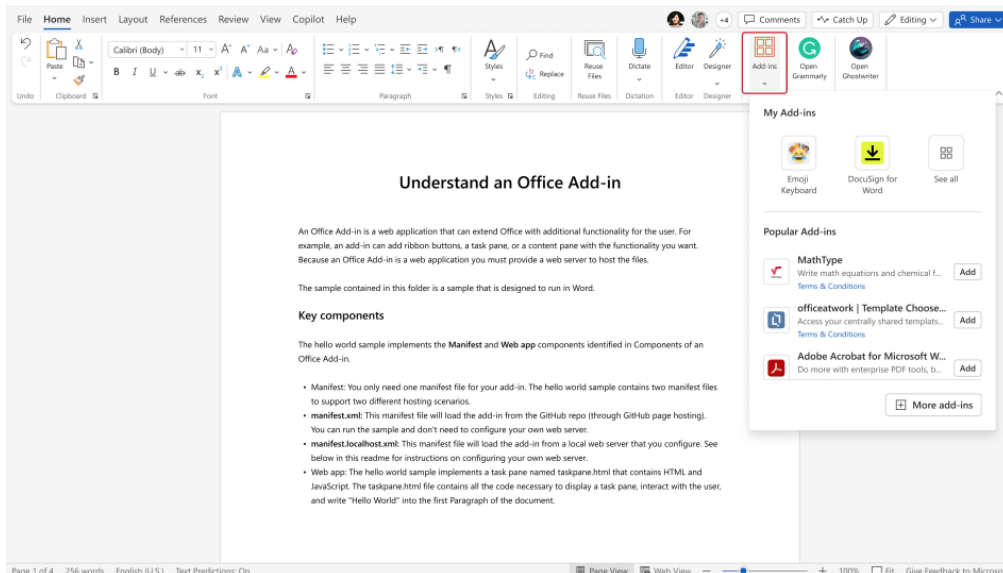 File Home Insert Layout References Review View Copilot Help
+4 Comments Catch Up Editing Share
Paste
Calibri (Body) 11 A A Aa A
B I U ab x₂ x² A A
Styles
Find
Replace
Reuse Files
Dictate
Editor
Designer
Add-ins
Open Grammarly
Open Ghostwriter
Undo Clipboard Font Paragraph Styles Editing Reuse Files Dictation Editor Designer
My Add-ins
Emoji Keyboard
DocuSign for Word
See all
Popular Add-ins
MathType
Write math equations and chemical f...
Add
Terms & Conditions
officeatwork | Template Choose...
Access your centrally shared templats...
Add
Terms & Conditions
Adobe Acrobat for Microsoft W...
Do more with enterprise PDF tools, b...
Add
More add-ins
Understand an Office Add-in
An Office Add-in is a web application that can extend Office with additional functionality for the user. For
example, an add-in can add ribbon buttons, a task pane, or a content pane with the functionality you want.
Because an Office Add-in is a web application you must provide a web server to host the files.
The sample contained in this folder is a sample that is designed to run in Word.
Key components
The hello world sample implements the Manifest and Web app components identified in Components of an
Office Add-in.
• Manifest: You only need one manifest file for your add-in. The hello world sample contains two manifest files
to support two different hosting scenarios.
• manifest.xml: This manifest file will load the add-in from the GitHub repo (through GitHub page hosting).
You can run the sample and don't need to configure your own web server.
• manifest.localhost.xml: This manifest file will load the add-in from a local web server that you configure. See
below in this readme for instructions on configuring your own web server.
• Web app: The hello world sample implements a task pane named taskpane.html that contains HTML and
JavaScript. The taskpane.html file contains all the code necessary to display a task pane, interact with the user,
and write "Hello World" into the first Paragraph of the document.
Page 1 of 4 256 words English (U.S.) Text Predictions: On Page View Web View 100% Fit Give Feedback to Microso